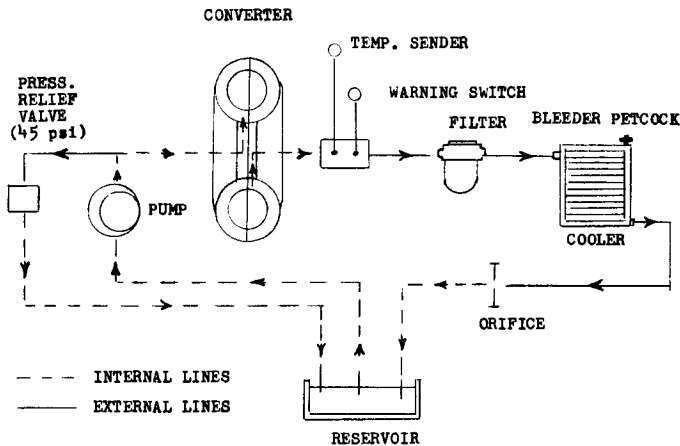 CONVERTER
TEMP. SENDER
PRESS.
RELIEF
VALVE
(45 psi)
WARNING SWITCH
FILTER
BLEEDER PETCOCK
PUMP
COOLER
ORIFICE
INTERNAL LINES
EXTERNAL LINES
RESERVOIR